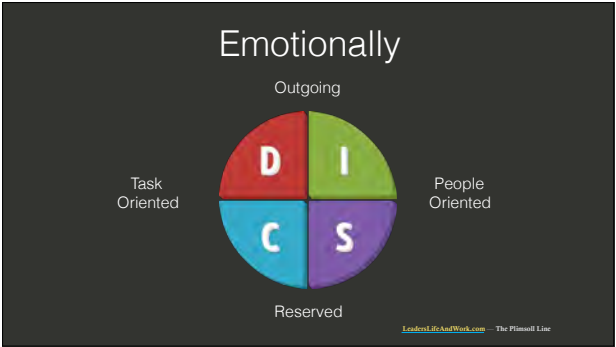 Emotionally
Outgoing
D I
Task
Oriented
People
Oriented
C S
Reserved
LeadersLifeAndWork.com — The Plimsoll Line